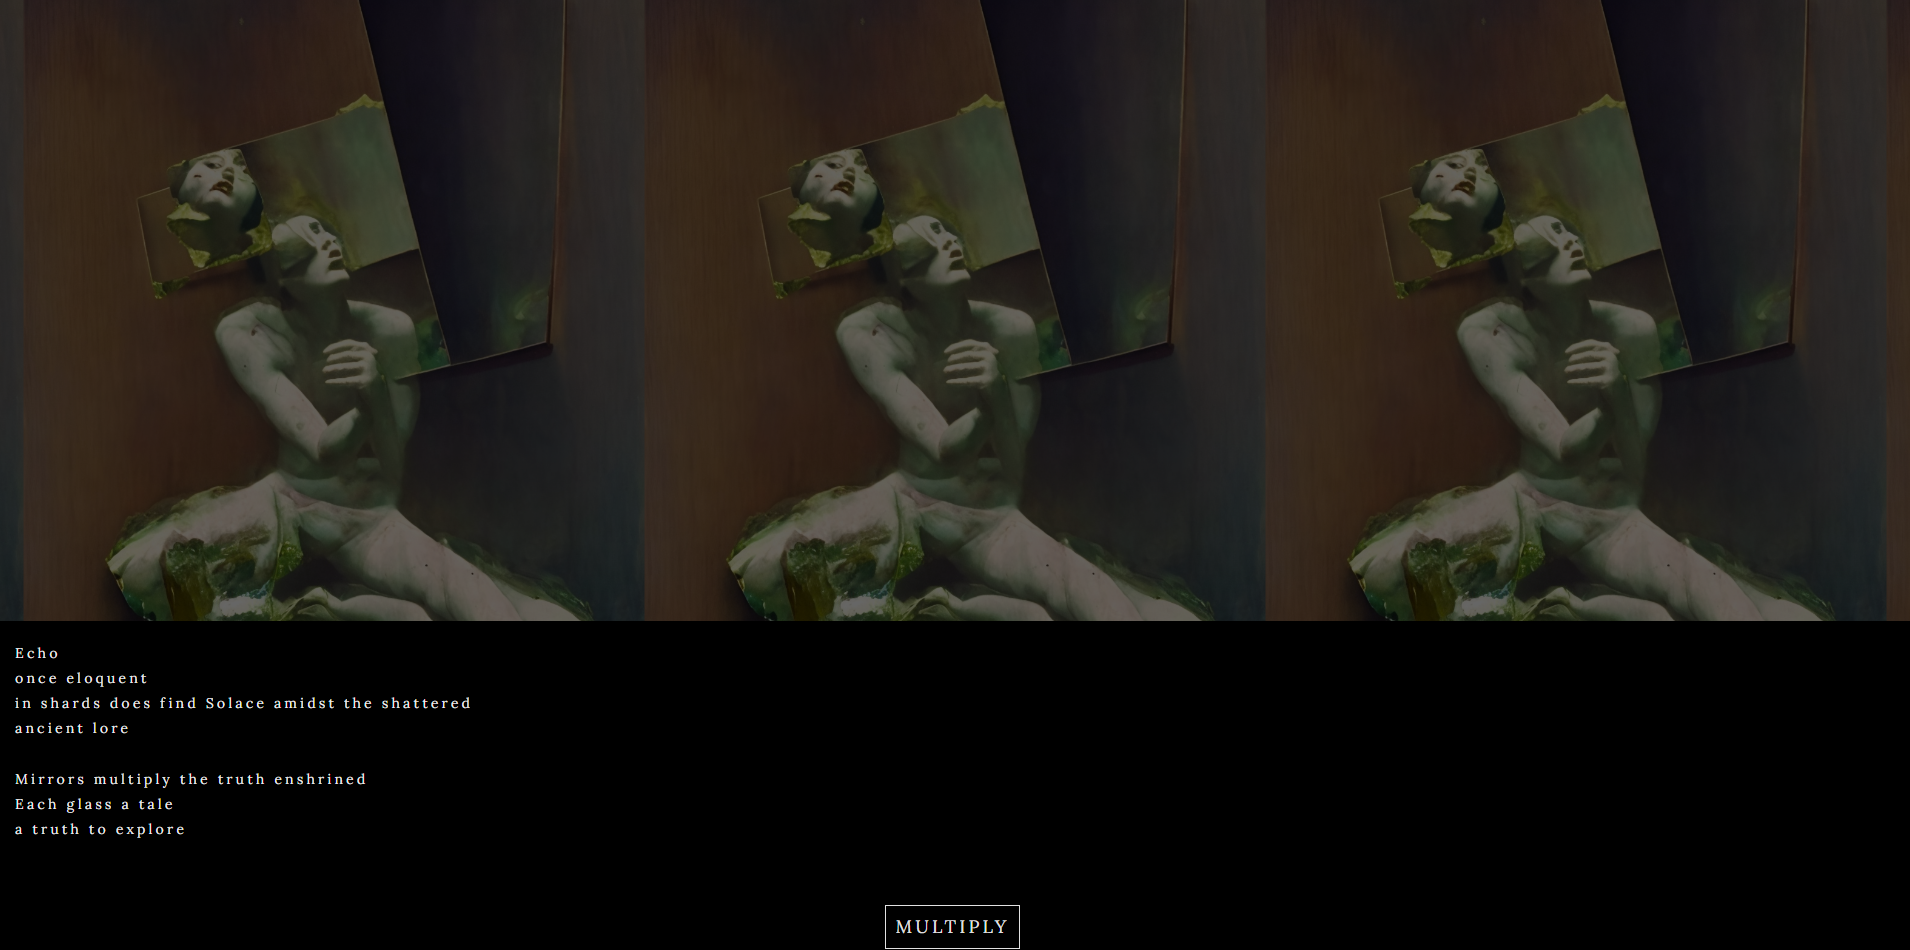 Echo
once eloquent
in shards does find Solace amidst the shattered
ancient lore
Mirrors multiply the truth enshrined
Each glass a tale
a truth to explore
MULTIPLY